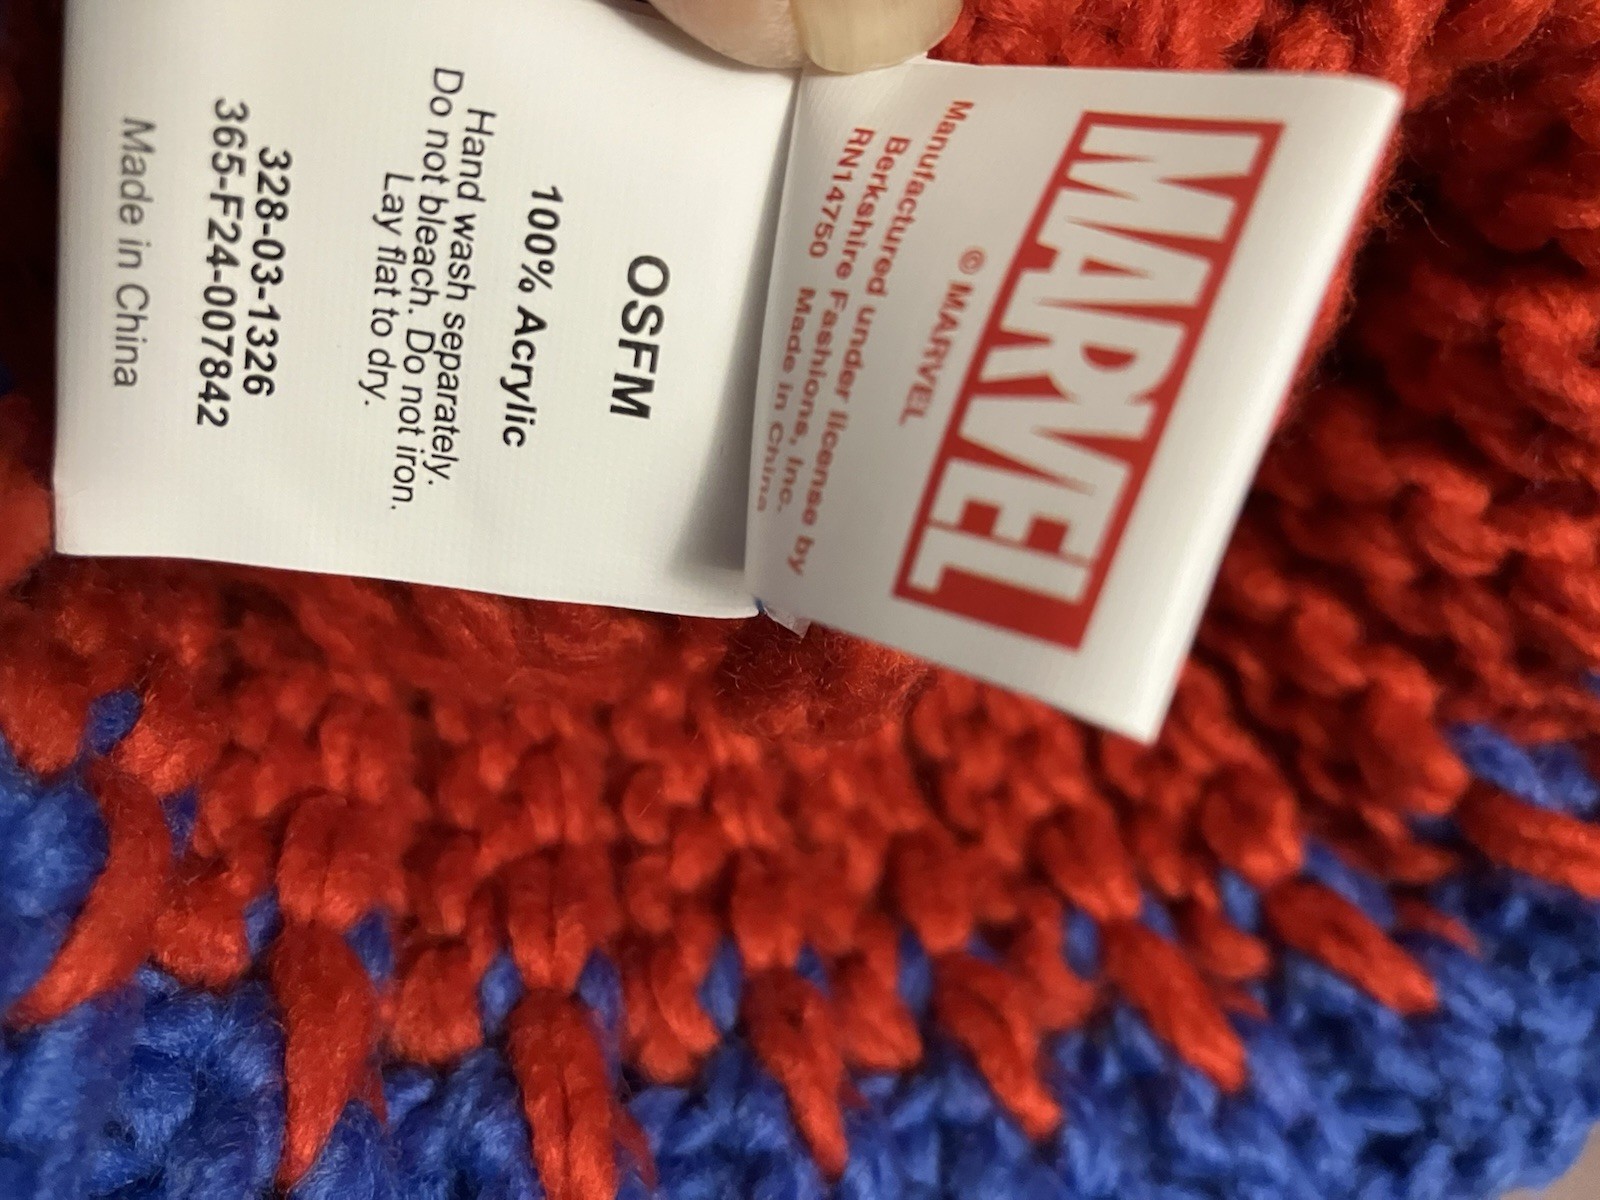 MARVEL
© MARVEL
Manufactured under license by
Berkshire Fashions, Inc.
RN14750 Made in China
OSFM
100% Acrylic
Hand wash separately.
Do not bleach. Do not iron.
Lay flat to dry.
328-03-1326
365-F24-007842
Made in China